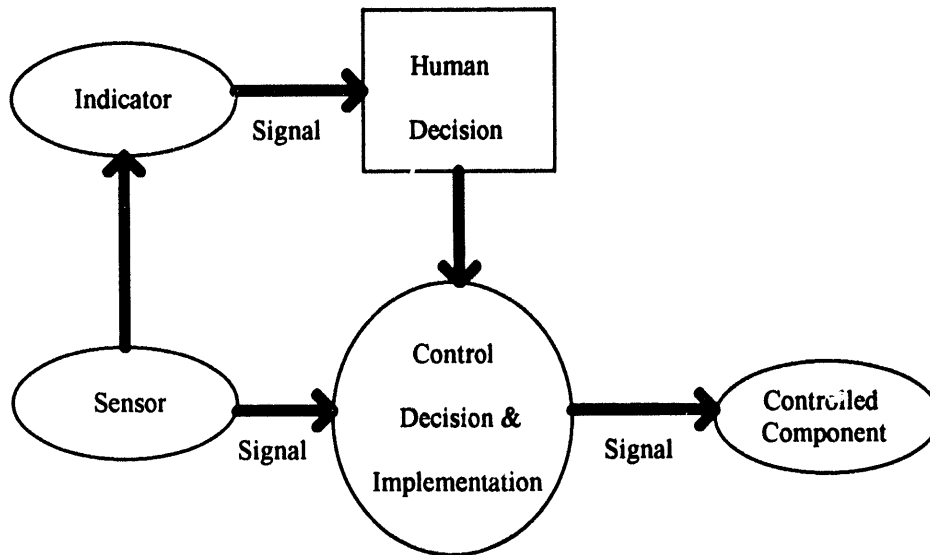 Human
Indicator
Signal
Decision
Control
Sensor
Decision &
Controlled
Component
Signal
Signal
Implementation